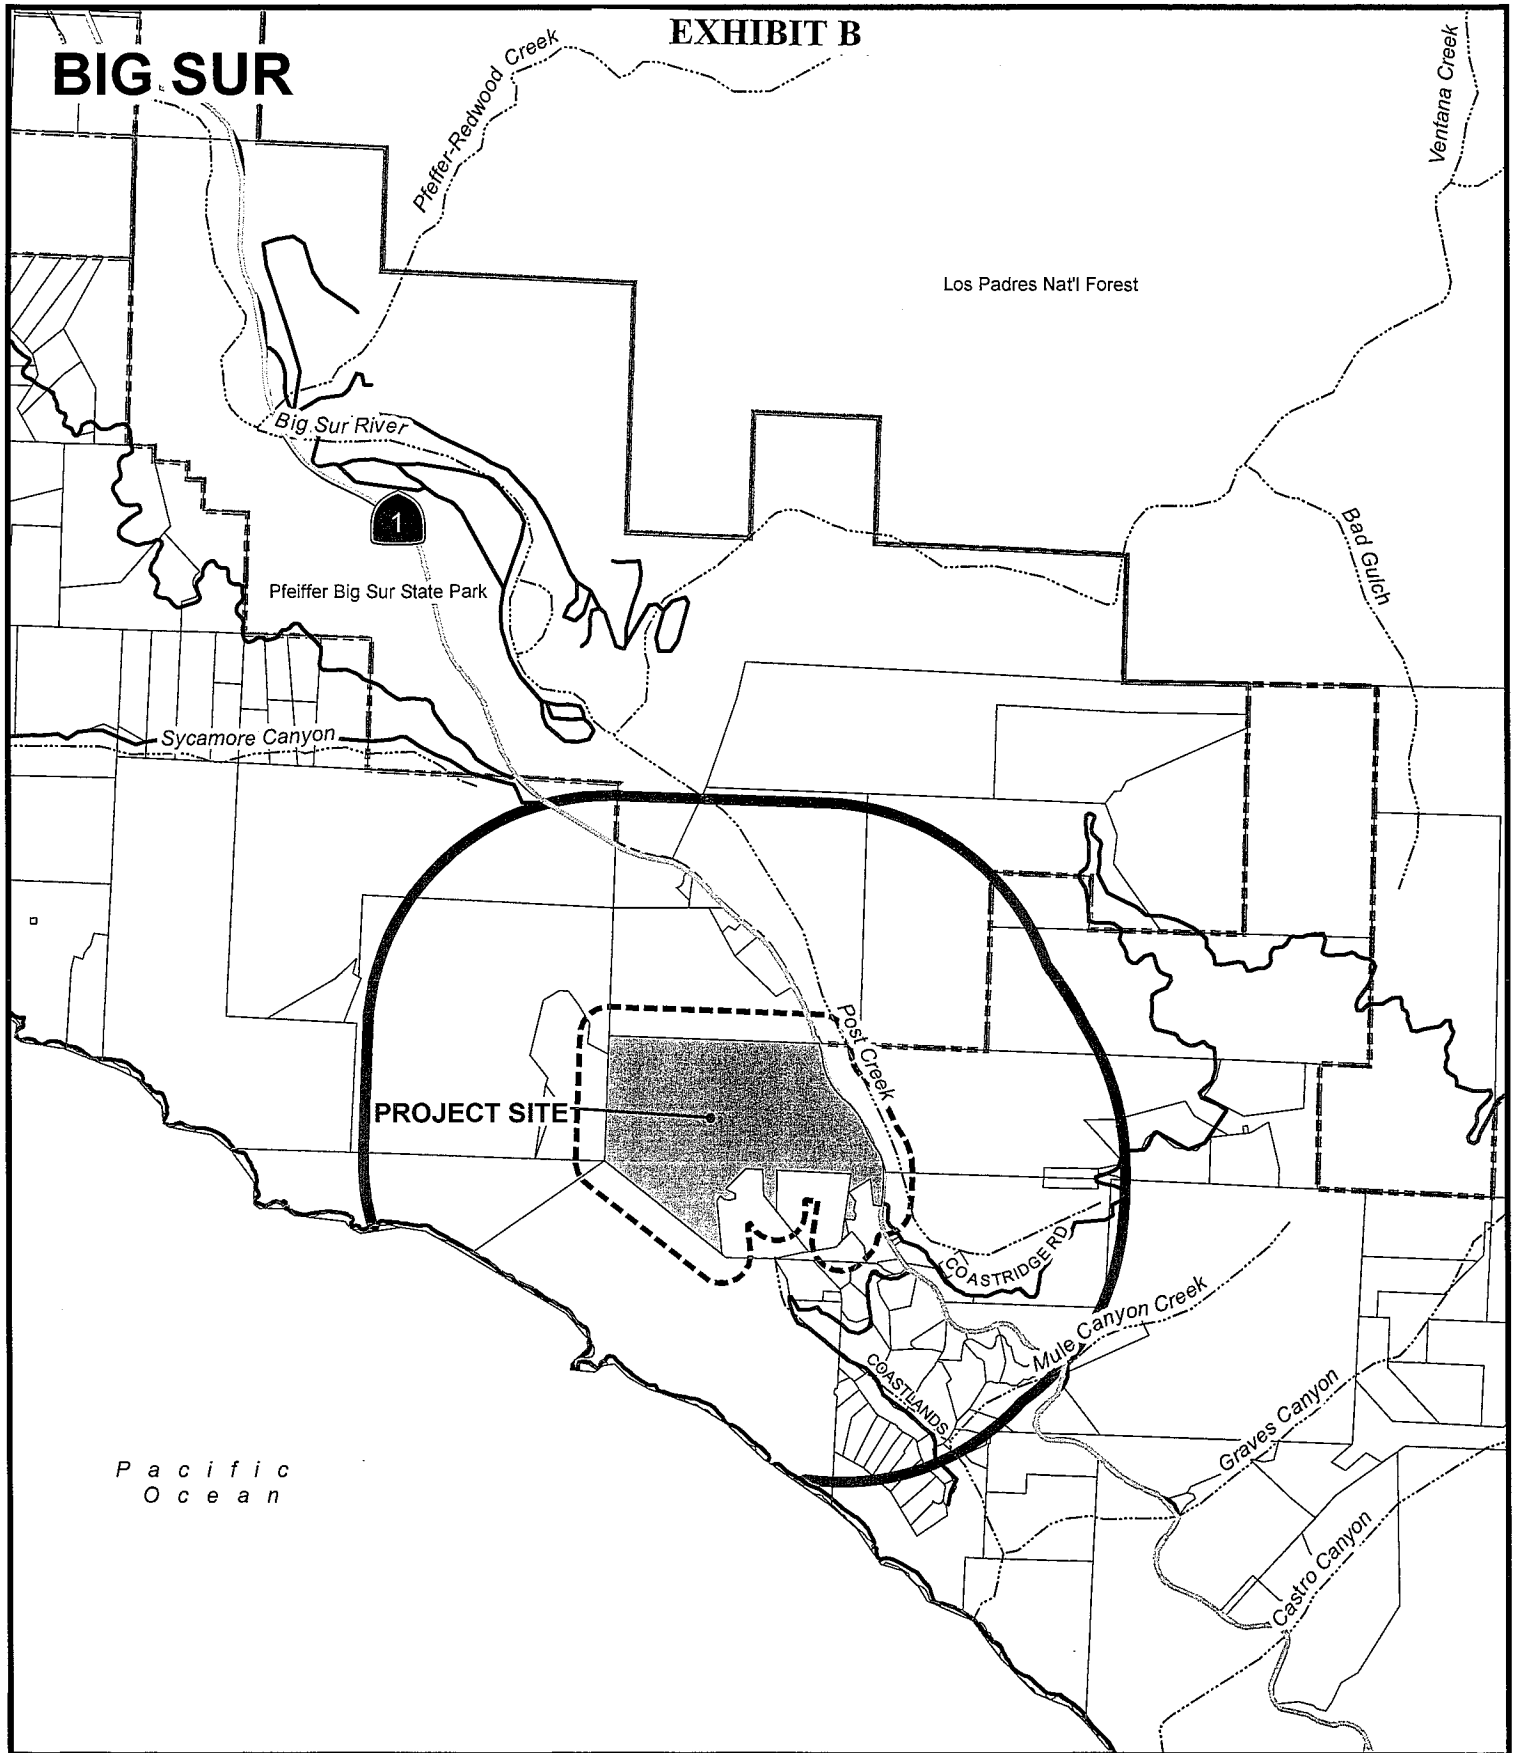 EXHIBIT B
BIG SUR
Pfeffer-Redwood Creek
Ventana Creek
Los Padres Nat'l Forest
Big Sur River
1
Bad Gulch
Pfeiffer Big Sur State Park
Sycamore Canyon
Post Creek
PROJECT SITE
COASTRIDGE RD
Mule Canyon Creek
COASTLANDS
Graves Canyon
Pacific
Ocean
Castro Canyon